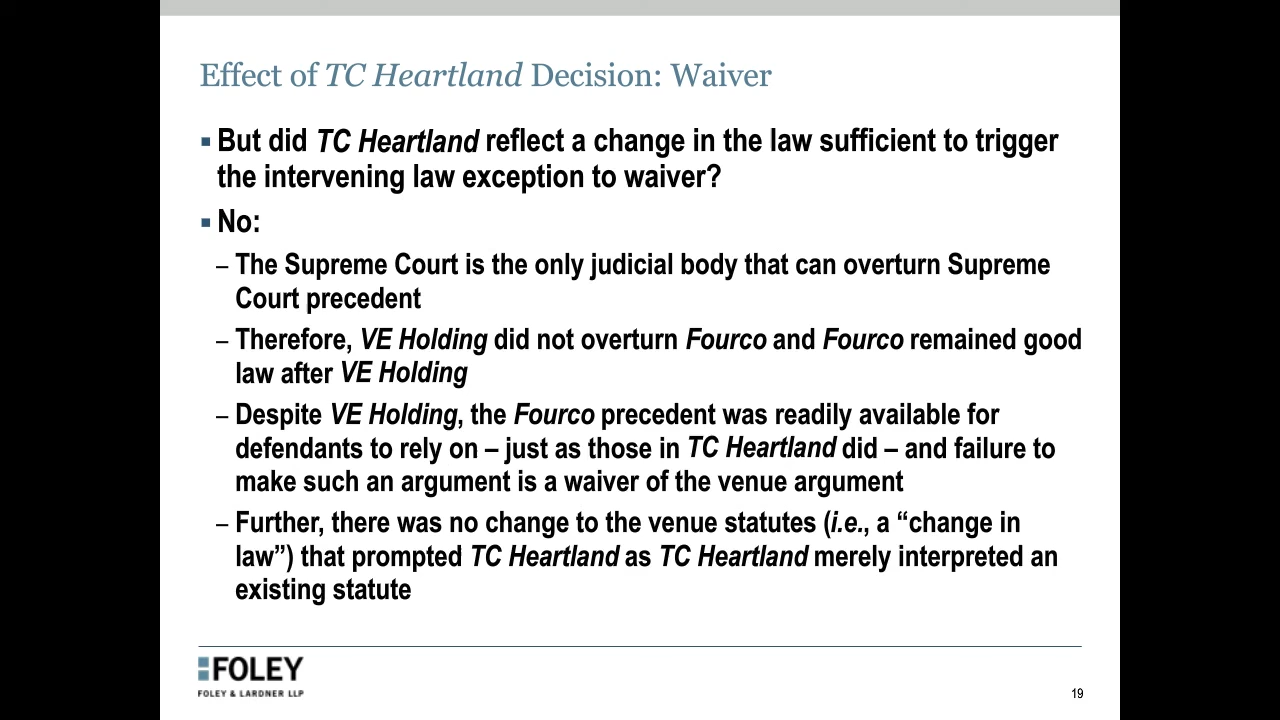 Effect of TC Heartland Decision: Waiver
▪ But did TC Heartland reflect a change in the law sufficient to trigger
the intervening law exception to waiver?
▪ No:
– The Supreme Court is the only judicial body that can overturn Supreme
Court precedent
– Therefore, VE Holding did not overturn Fourco and Fourco remained good
law after VE Holding
– Despite VE Holding, the Fourco precedent was readily available for
defendants to rely on – just as those in TC Heartland did – and failure to
make such an argument is a waiver of the venue argument
– Further, there was no change to the venue statutes (i.e., a “change in
law”) that prompted TC Heartland as TC Heartland merely interpreted an
existing statute
FOLEY
FOLEY & LARDNER LLP
19